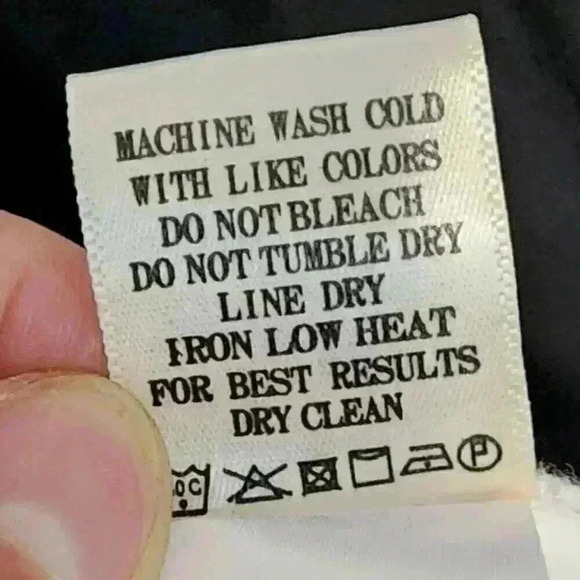 MACHINE WASH COLD
WITH LIKE COLORS
DO NOT BLEACH
DO NOT TUMBLE DRY
LINE DRY
IRON LOW HEAT
FOR BEST RESULTS
DRY CLEAN
P